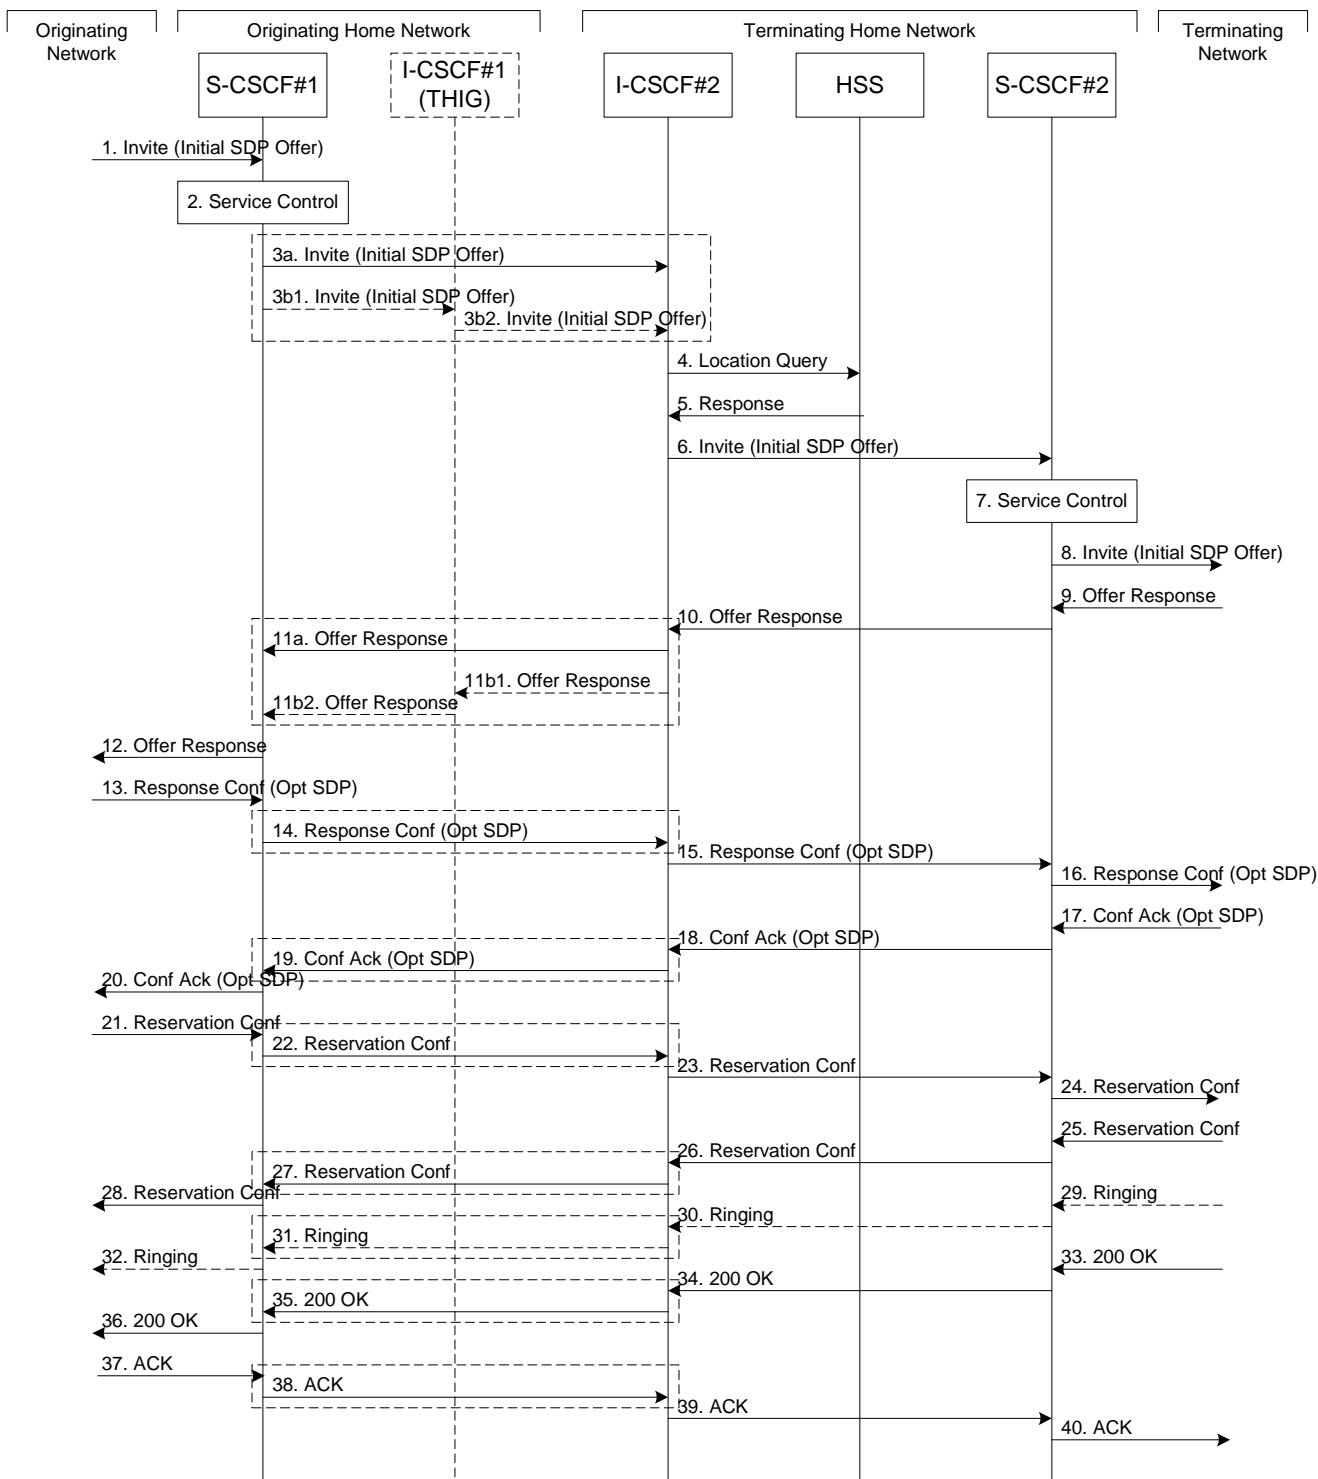 Originating
Network
Originating Home Network
Terminating Home Network
Terminating
Network
S-CSCF#1
I-CSCF#1
(THIG)
I-CSCF#2
HSS
S-CSCF#2
1. Invite (Initial SDP Offer)
2. Service Control
3a. Invite (Initial SDP Offer)
3b1. Invite (Initial SDP Offer)
3b2. Invite (Initial SDP Offer)
4. Location Query
5. Response
6. Invite (Initial SDP Offer)
7. Service Control
8. Invite (Initial SDP Offer)
9. Offer Response
10. Offer Response
11a. Offer Response
11b1. Offer Response
11b2. Offer Response
12. Offer Response
13. Response Conf (Opt SDP)
14. Response Conf (Opt SDP)
15. Response Conf (Opt SDP)
16. Response Conf (Opt SDP)
17. Conf Ack (Opt SDP)
18. Conf Ack (Opt SDP)
19. Conf Ack (Opt SDP)
20. Conf Ack (Opt SDP)
21. Reservation Conf
22. Reservation Conf
23. Reservation Conf
24. Reservation Conf
25. Reservation Conf
26. Reservation Conf
27. Reservation Conf
28. Reservation Conf
29. Ringing
30. Ringing
31. Ringing
32. Ringing
33. 200 OK
34. 200 OK
35. 200 OK
36. 200 OK
37. ACK
38. ACK
39. ACK
40. ACK